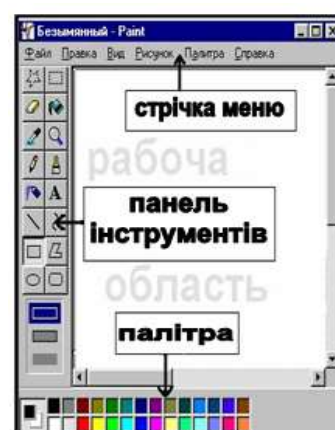 Безымянный - Paint
Файл Правка Вид Рисунок Палитра Справка
стрічка меню
рабоча
A
панель
інструментів
область
палітра